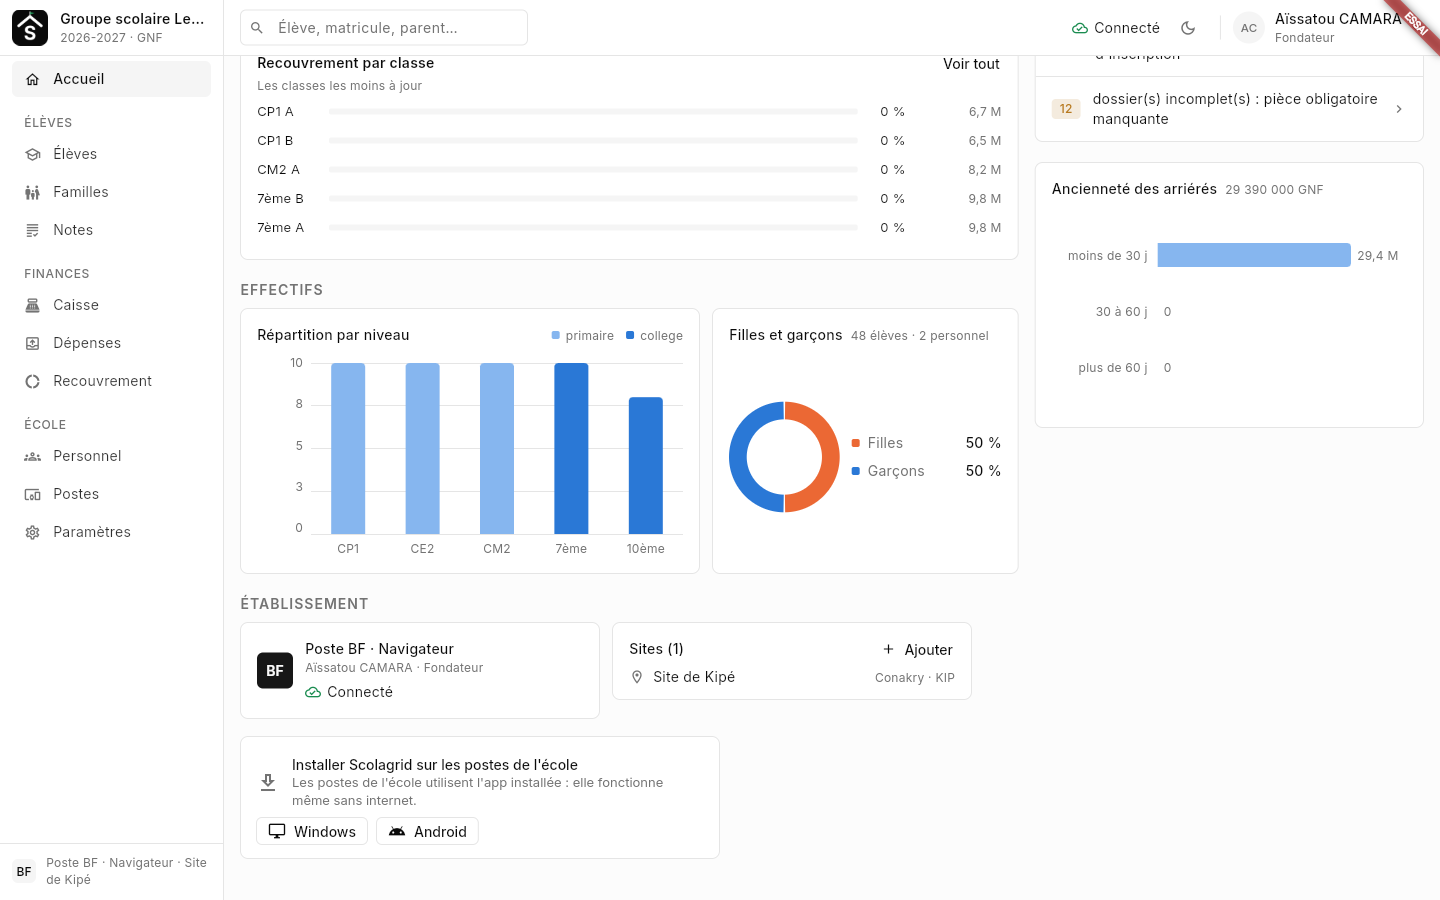 Groupe scolaire Le...
2026-2027 · GNF
Élève, matricule, parent...
Connecté
AC
Aïssatou CAMARA
Fondateur
ESSAI
Accueil
ÉLÈVES
Élèves
Familles
Notes
FINANCES
Caisse
Dépenses
Recouvrement
ÉCOLE
Personnel
Postes
Paramètres
BF
Poste BF · Navigateur · Site
de Kipé
Recouvrement par classe
Voir tout
Les classes les moins à jour
CP1 A 0 % 6,7 M
CP1 B 0 % 6,5 M
CM2 A 0 % 8,2 M
7ème B 0 % 9,8 M
7ème A 0 % 9,8 M
EFFECTIFS
Répartition par niveau
primaire college
10
8
5
3
0
CP1 CE2 CM2 7ème 10ème
Filles et garçons 48 élèves · 2 personnel
Filles 50 %
Garçons 50 %
ÉTABLISSEMENT
BF
Poste BF · Navigateur
Aïssatou CAMARA · Fondateur
Connecté
Sites (1)
Ajouter
Site de Kipé
Conakry · KIP
Installer Scolagrid sur les postes de l'école
Les postes de l'école utilisent l'app installée : elle fonctionne
même sans internet.
Windows
Android
d'inscription
12
dossier(s) incomplet(s) : pièce obligatoire
manquante
Ancienneté des arriérés 29 390 000 GNF
moins de 30 j 29,4 M
30 à 60 j 0
plus de 60 j 0